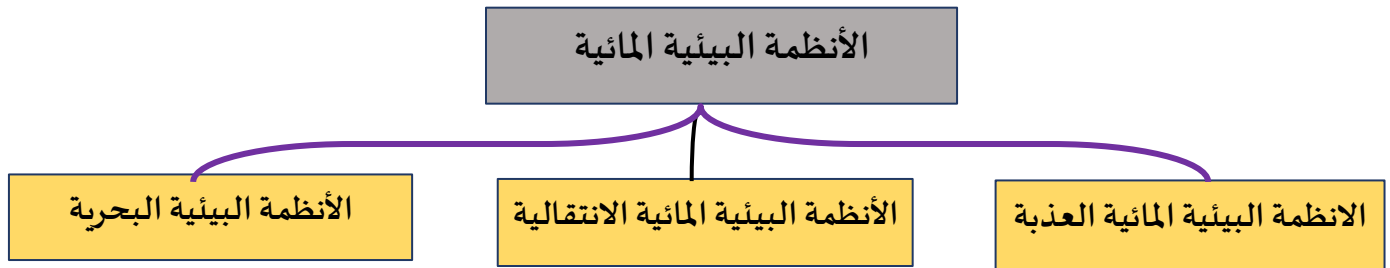 الأنظمة البيئية المائية
الانظمة البيئية المائية العذبة
الأنظمة البيئية المائية الانتقالية
الأنظمة البيئية البحرية